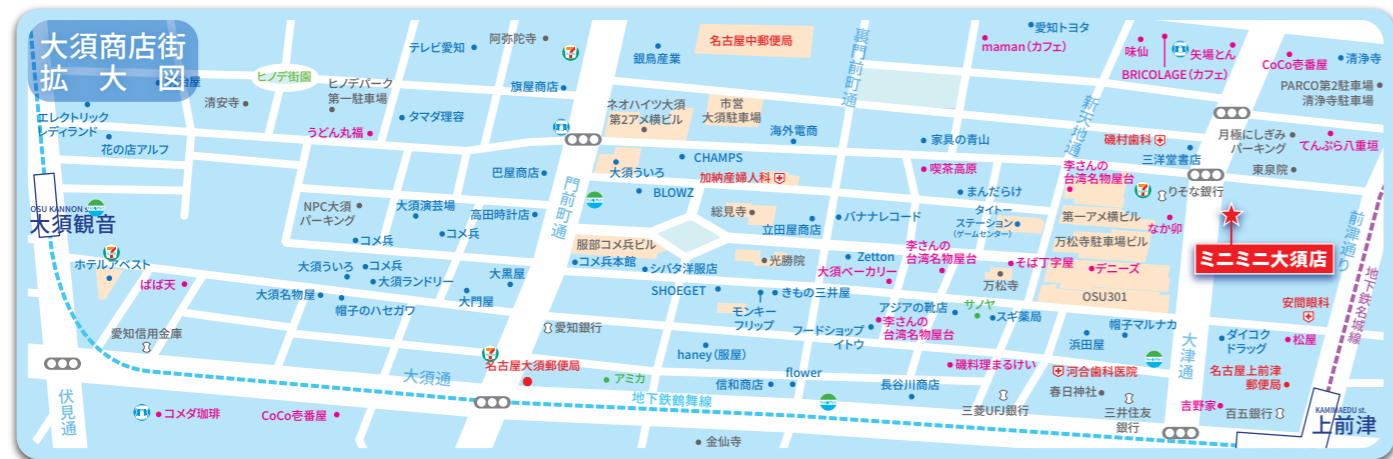 大須商店街
拡大図
エレクトリック
レディランド
花の店アルフ
清安寺
ヒノデ街園
ヒノデパーク
第一駐車場
うどん丸福
テレビ愛知
阿弥陀寺
旗屋商店
タマダ理容
銀鳥産業
名古屋中郵便局
ネオハイツ大須
第2アメ横ビル
市営
大須駐車場
海外電商
裏門前町通
愛知トヨタ
maman(カフェ)
味仙
矢場とん
BRICOLAGE(カフェ)
CoCo壱番屋
清浄寺
PARCO第2駐車場
清浄寺駐車場
新天地通
家具の青山
磯村歯科
三洋堂書店
月極にしきみ
パーキング
てんぷら八重垣
東泉院
巴屋商店
大須ういろ
CHAMPS
加納産婦人科
BLOWZ
喫茶高原
まんだらけ
李さんの
台湾名物屋台
りそな銀行
OSU KANNON st.
大須観音
NPC大須
パーキング
大須演芸場
高田時計店
コメ兵
コメ兵
門前町通
総見寺
立田屋商店
バナナレコード
タイトー
ステーション
(ゲームセンター)
第一アメ横ビル
万松寺駐車場ビル
なか卯
ミニミニ大須店
前津通り
地下鉄名城線
ホテルアベスト
ぱぱ天
大須ういろ
コメ兵
大須ランドリー
大須名物屋
帽子のハセガワ
大黒屋
大門屋
服部コメ兵ビル
コメ兵本館
シバタ洋服店
光勝院
SHOEGET
モンキー
フリップ
きもの三井屋
Zetton
大須ベーカリー
李さんの
台湾名物屋台
そば丁字屋
万松寺
デニーズ
OSU301
アジアの靴店
サノヤ
スギ薬局
フードショップ
イトウ
李さんの
台湾名物屋台
浜田屋
帽子マルナカ
大津通
ダイコク
ドラッグ
安間眼科
松屋
愛知信用金庫
愛知銀行
名古屋大須郵便局
大須通
アミカ
haney(服屋)
信和商店
flower
長谷川商店
磯料理まるけい
三菱UFJ銀行
河合歯科医院
春日神社
三井住友
銀行
名古屋上前津
郵便局
吉野家
百五銀行
KAMIMAEDU st.
上前津
伏見通
コメダ珈琲
CoCo壱番屋
地下鉄鶴舞線
金仙寺